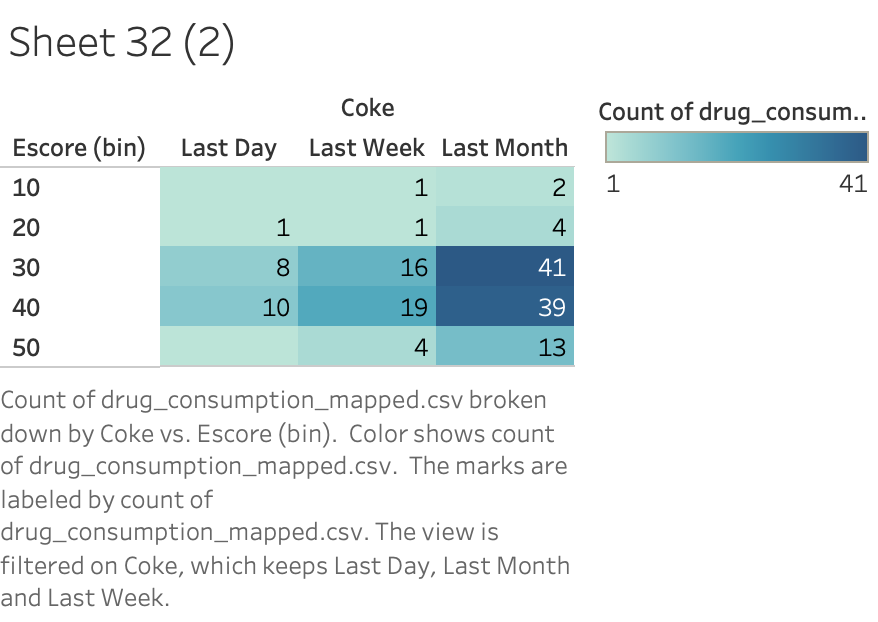 Sheet 32 (2)
Coke
Escore (bin) Last Day Last Week Last Month
10 1 2
20 1 1 4
30 8 16 41
40 10 19 39
50 4 13
Count of drug_consum..
1 41
Count of drug_consumption_mapped.csv broken
down by Coke vs. Escore (bin). Color shows count
of drug_consumption_mapped.csv. The marks are
labeled by count of
drug_consumption_mapped.csv. The view is
filtered on Coke, which keeps Last Day, Last Month
and Last Week.